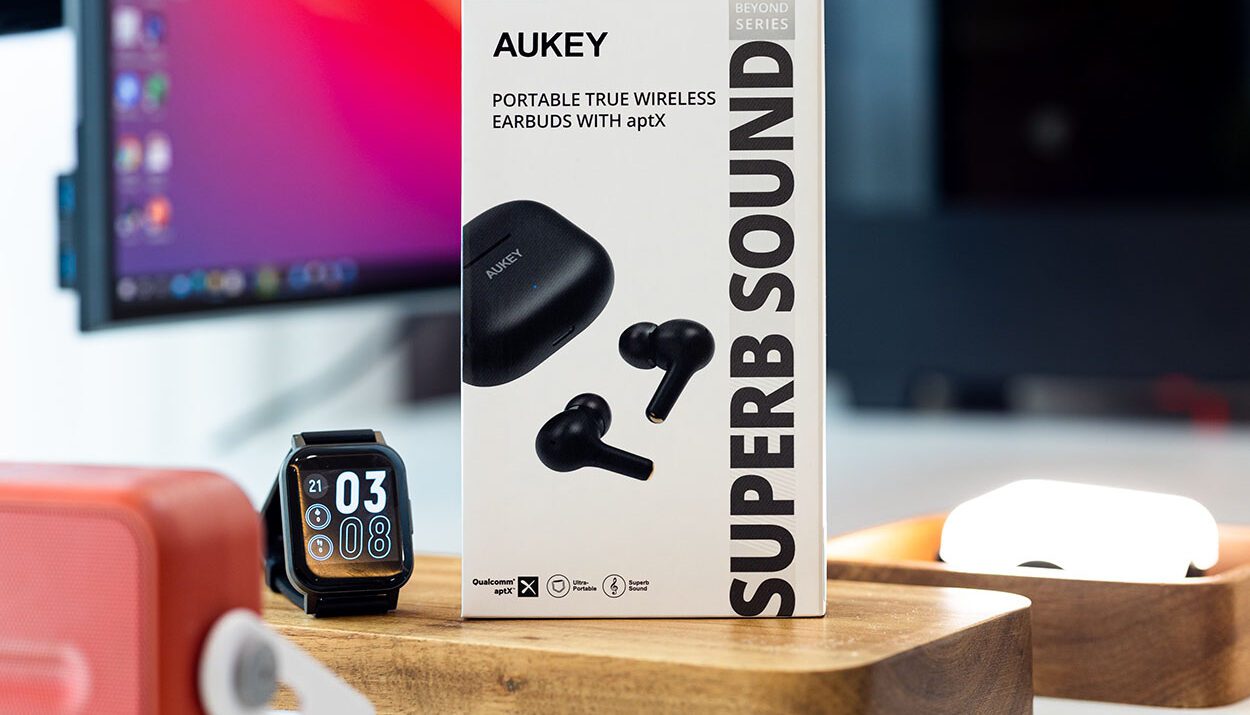 AUKEY
PORTABLE TRUE WIRELESS
EARBUDS WITH aptX
BEYOND
SERIES
SUPERB SOUND
AUKEY
Qualcomm®
aptX™
Ultra-
Portable
Superb
Sound
21
03
08